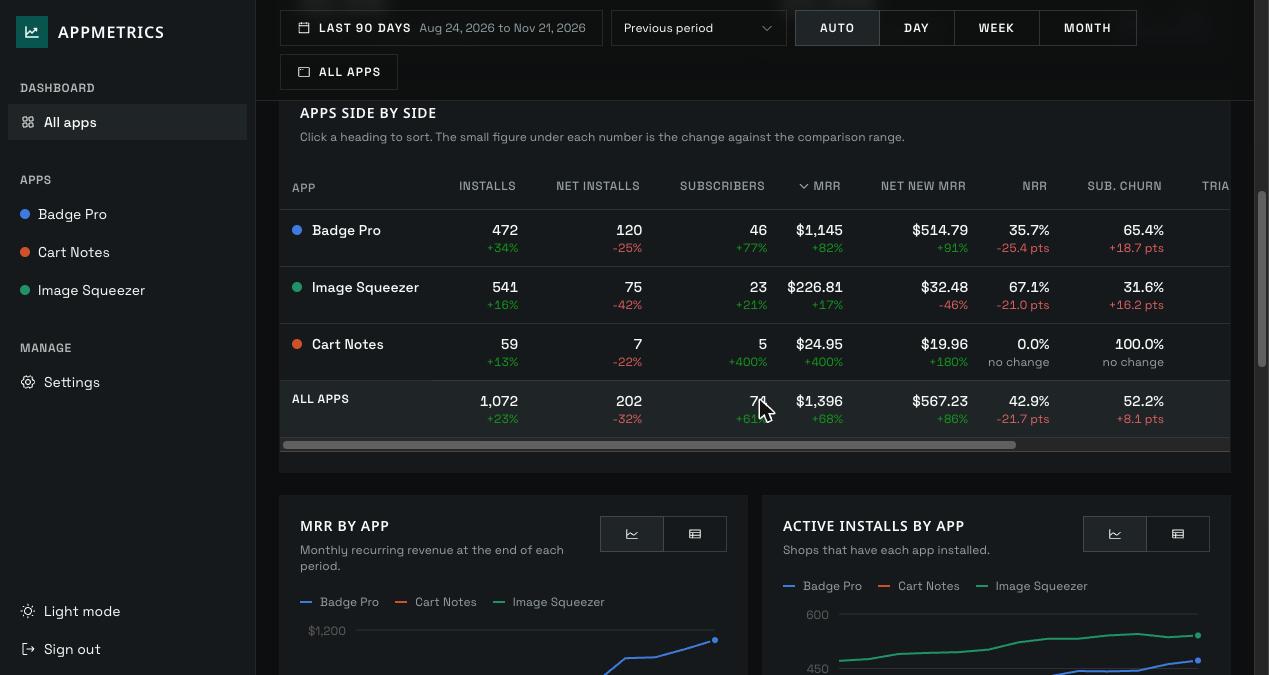 APPMETRICS
DASHBOARD
All apps
APPS
Badge Pro
Cart Notes
Image Squeezer
MANAGE
Settings
Light mode
Sign out
LAST 90 DAYS Aug 24, 2026 to Nov 21, 2026
Previous period
AUTO DAY WEEK MONTH
ALL APPS
APPS SIDE BY SIDE
Click a heading to sort. The small figure under each number is the change against the comparison range.
APP INSTALLS NET INSTALLS SUBSCRIBERS MRR NET NEW MRR NRR SUB. CHURN TRIA
Badge Pro 472 120 46 $1,145 $514.79 35.7% 65.4%
+34% -25% +77% +82% +91% -25.4 pts +18.7 pts
Image Squeezer 541 75 23 $226.81 $32.48 67.1% 31.6%
+16% -42% +21% +17% -46% -21.0 pts +16.2 pts
Cart Notes 59 7 5 $24.95 $19.96 0.0% 100.0%
+13% -22% +400% +400% +180% no change no change
ALL APPS 1,072 202 $1,396 $567.23 42.9% 52.2%
+23% -32% +61% +68% +86% -21.7 pts +8.1 pts
MRR BY APP
Monthly recurring revenue at the end of each
period.
Badge Pro Cart Notes Image Squeezer
$1,200
ACTIVE INSTALLS BY APP
Shops that have each app installed.
Badge Pro Cart Notes Image Squeezer
600
450